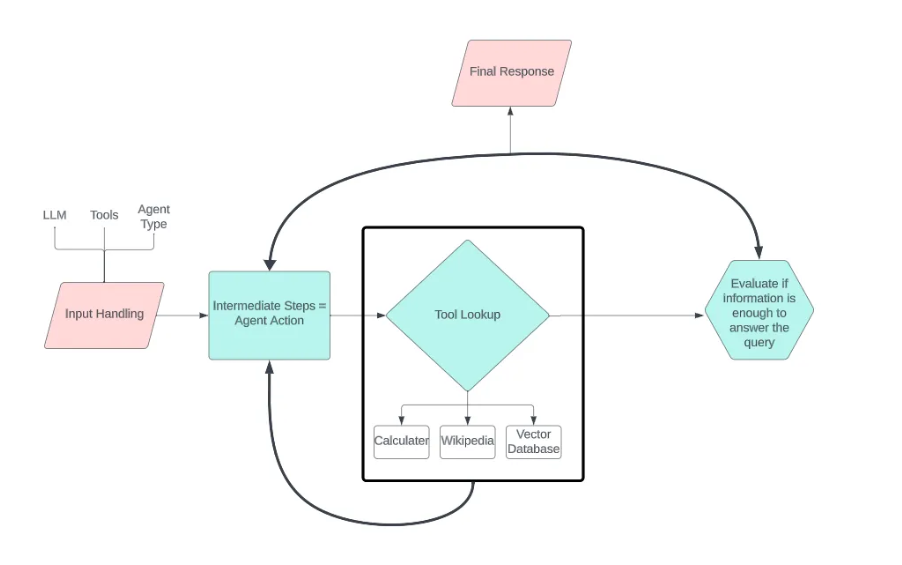 Final Response
LLM
Tools
Agent
Type
Input Handling
Intermediate Steps =
Agent Action
Tool Lookup
Evaluate if
information is
enough to
answer the
query
Calculater
Wikipedia
Vector
Database